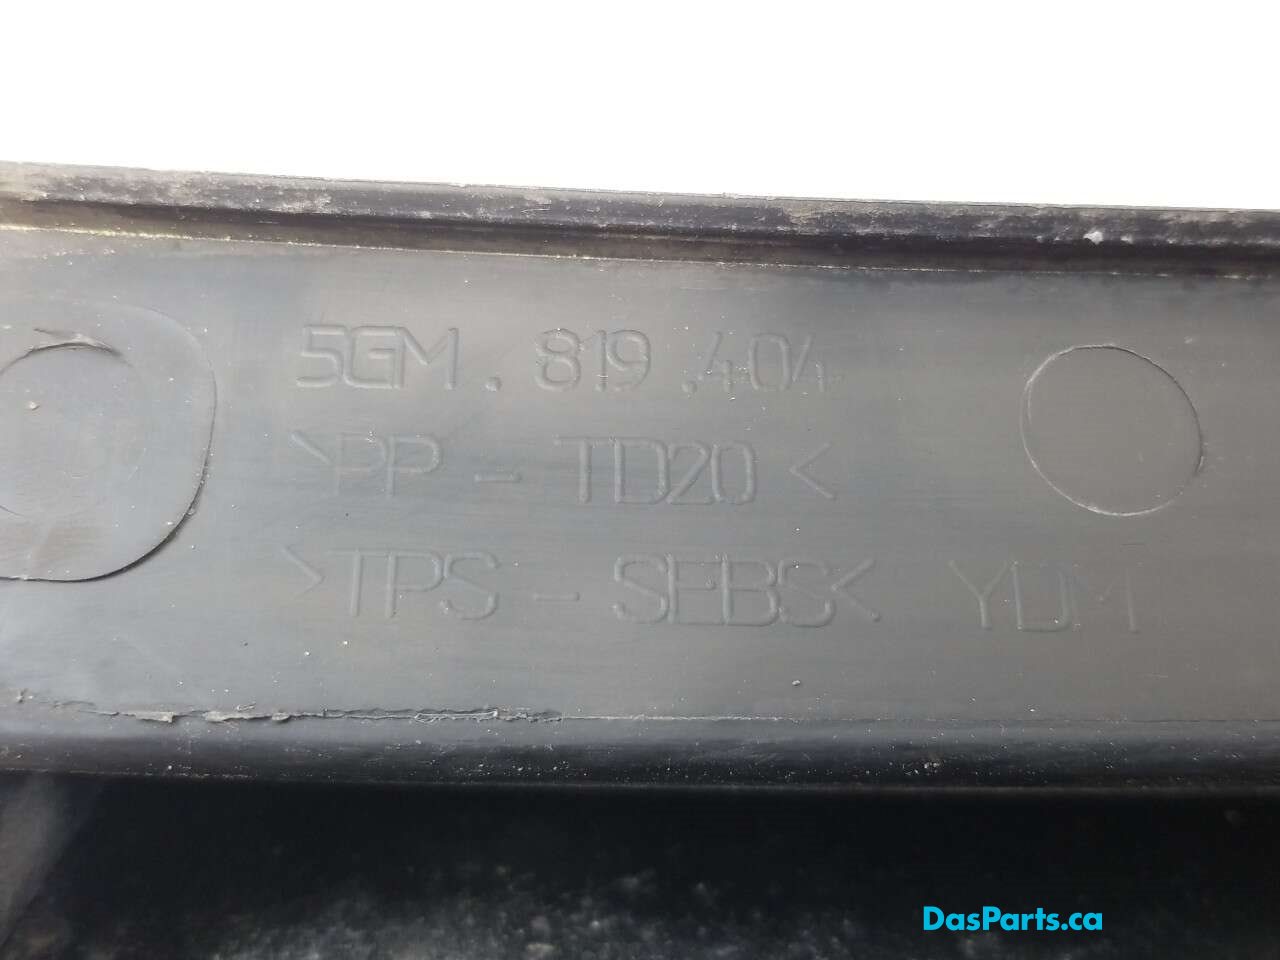 5GM . 819 .404
>PP - TD20<
>TPS - SEBS< YDM
DasParts.ca